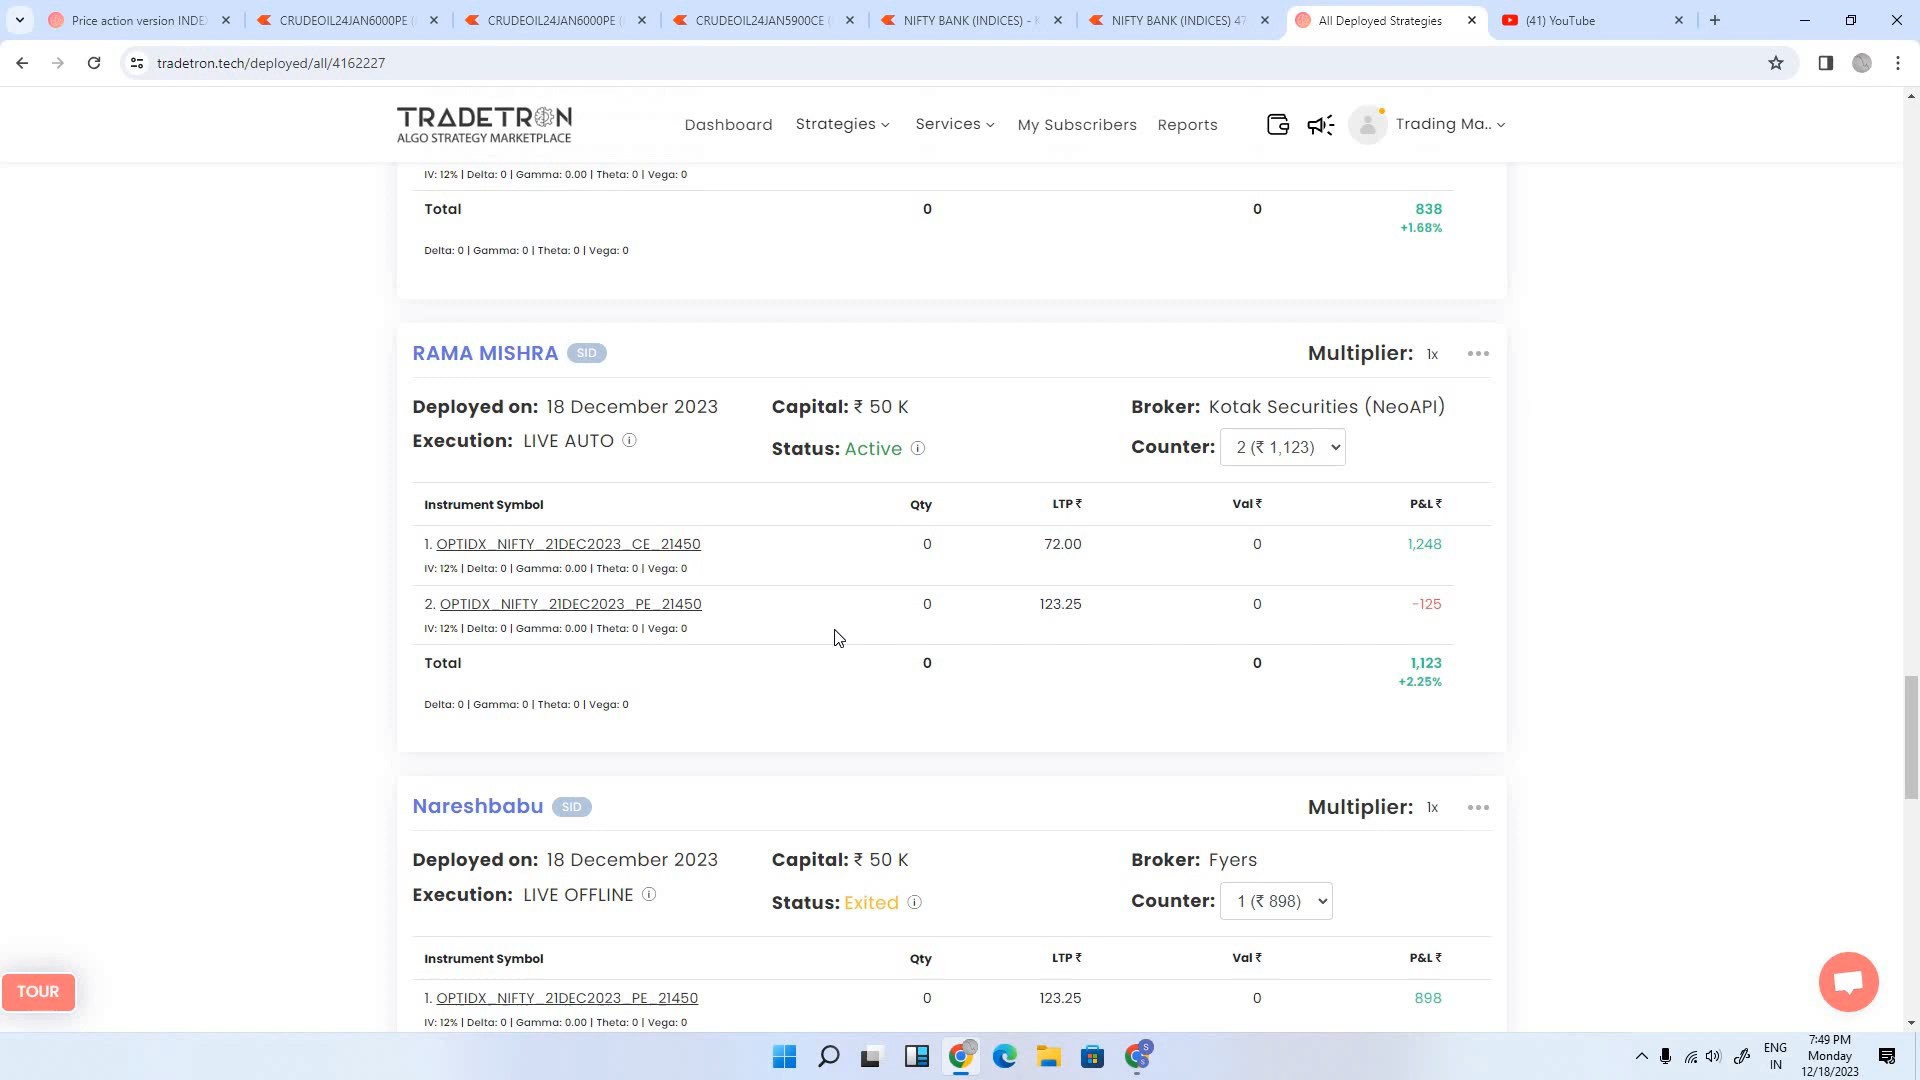 Price action version INDE
CRUDEOIL24JAN6000PE (
CRUDEOIL24JAN6000PE (
CRUDEOIL24JAN5900CE (
NIFTY BANK (INDICES) - K
NIFTY BANK (INDICES) 47
All Deployed Strategies
(41) YouTube
tradetron.tech/deployed/all/4162227
TRADETRON
ALGO STRATEGY MARKETPLACE
Dashboard
Strategies
Services
My Subscribers
Reports
Trading Ma..
IV: 12% | Delta: 0 | Gamma: 0.00 | Theta: 0 | Vega: 0
Total 0 0 838
+1.68%
Delta: 0 | Gamma: 0 | Theta: 0 | Vega: 0
RAMA MISHRA SID Multiplier: 1x
Deployed on: 18 December 2023 Capital: ₹ 50 K Broker: Kotak Securities (NeoAPI)
Execution: LIVE AUTO Status: Active Counter: 2 (₹ 1,123)
Instrument Symbol Qty LTP ₹ Val ₹ P&L ₹
1. OPTIDX_NIFTY_21DEC2023_CE_21450 0 72.00 0 1,248
IV: 12% | Delta: 0 | Gamma: 0.00 | Theta: 0 | Vega: 0
2. OPTIDX_NIFTY_21DEC2023_PE_21450 0 123.25 0 -125
IV: 12% | Delta: 0 | Gamma: 0.00 | Theta: 0 | Vega: 0
Total 0 0 1,123
+2.25%
Delta: 0 | Gamma: 0 | Theta: 0 | Vega: 0
Nareshbabu SID Multiplier: 1x
Deployed on: 18 December 2023 Capital: ₹ 50 K Broker: Fyers
Execution: LIVE OFFLINE Status: Exited Counter: 1 (₹ 898)
Instrument Symbol Qty LTP ₹ Val ₹ P&L ₹
1. OPTIDX_NIFTY_21DEC2023_PE_21450 0 123.25 0 898
IV: 12% | Delta: 0 | Gamma: 0.00 | Theta: 0 | Vega: 0
TOUR
ENG
IN
7:49 PM
Monday
12/18/2023